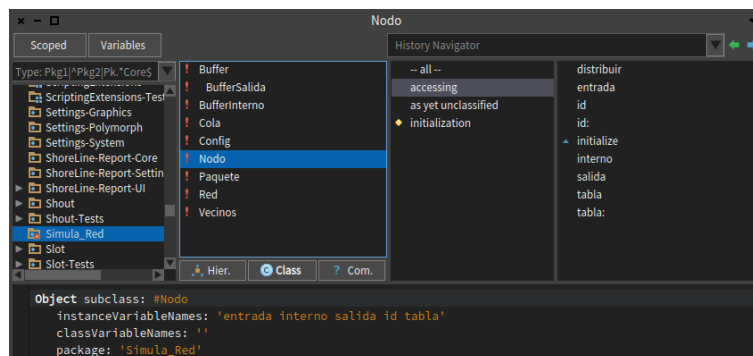 Nodo
Scoped
Variables
History Navigator
Type: Pkg1|^Pkg2|Pk.*Core$
ScriptingExtensions-Test
Settings-Graphics
Settings-Polymorph
Settings-System
ShoreLine-Report-Core
ShoreLine-Report-Settin
ShoreLine-Report-UI
Shout
Shout-Tests
Simula_Red
Slot
Slot-Tests
Buffer
BufferSalida
BufferInterno
Cola
Config
Nodo
Paquete
Red
Vecinos
Hier.
Class
? Com.
-- all --
accessing
as yet unclassified
initialization
distribuir
entrada
id
id:
initialize
interno
salida
tabla
tabla:
Object subclass: #Nodo
instanceVariableNames: 'entrada interno salida id tabla'
classVariableNames: ''
package: 'Simula_Red'